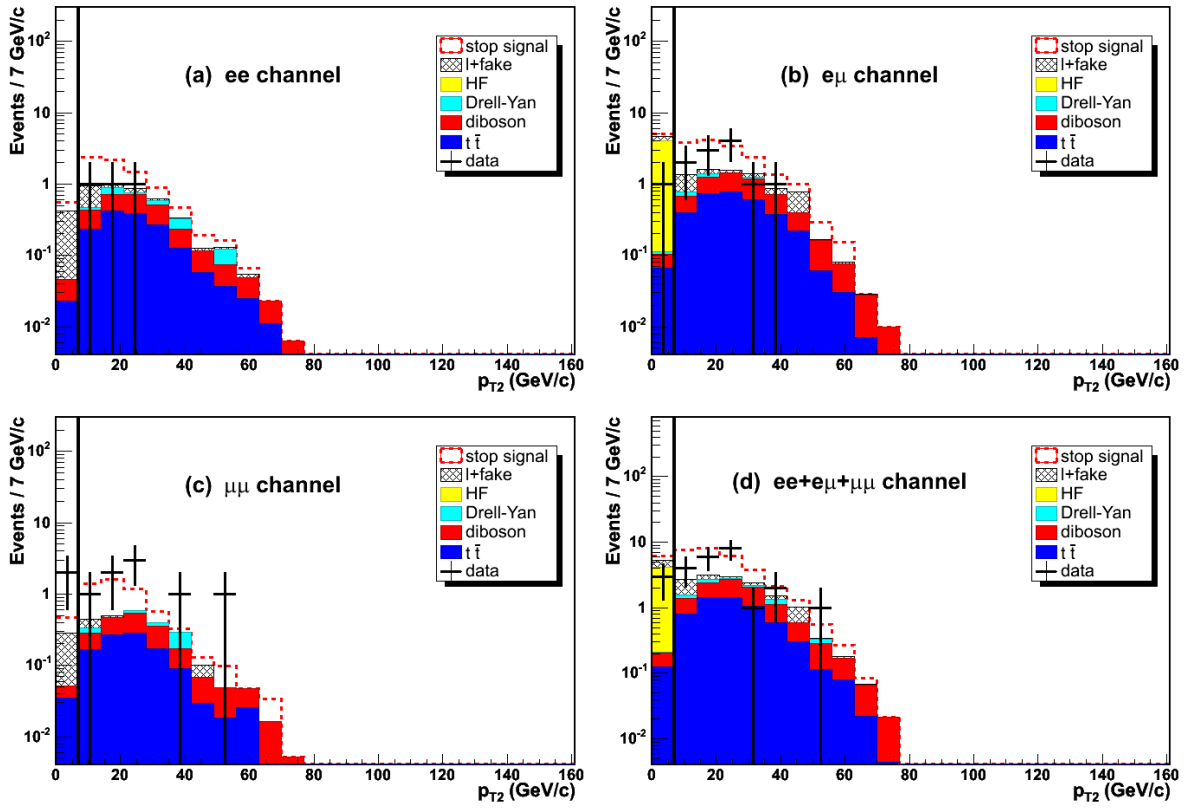 Events / 7 GeV/c
10²
10
1
10⁻¹
10⁻²
(a) ee channel
stop signal
l+fake
HF
Drell-Yan
diboson
t t̄
data
0 20 40 60 80 100 120 140 160
p_T2 (GeV/c)
Events / 7 GeV/c
10²
10
1
10⁻¹
10⁻²
(b) eμ channel
stop signal
l+fake
HF
Drell-Yan
diboson
t t̄
data
0 20 40 60 80 100 120 140 160
p_T2 (GeV/c)
Events / 7 GeV/c
10²
10
1
10⁻¹
10⁻²
(c) μμ channel
stop signal
l+fake
HF
Drell-Yan
diboson
t t̄
data
0 20 40 60 80 100 120 140 160
p_T2 (GeV/c)
Events / 7 GeV/c
10²
10
1
10⁻¹
10⁻²
(d) ee+eμ+μμ channel
stop signal
l+fake
HF
Drell-Yan
diboson
t t̄
data
0 20 40 60 80 100 120 140 160
p_T2 (GeV/c)